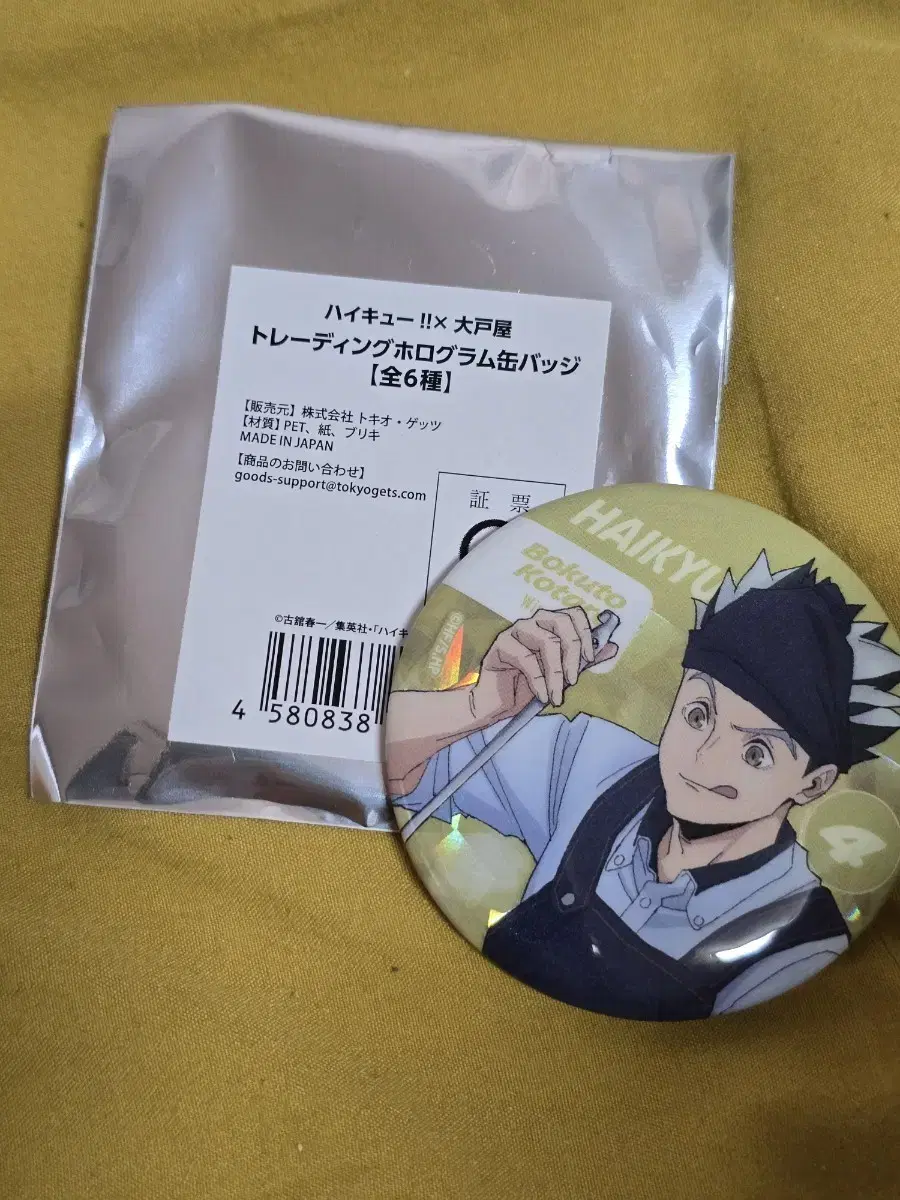 ハイキュー!!× 大戸屋
トレーディングホログラム缶バッジ
【全6種】
【販売元】株式会社 トキオ・ゲッツ
【材質】PET、紙、ブリキ
MADE IN JAPAN
【商品のお問い合わせ】
goods-support@tokyogets.com
証 票
©古舘春一/集英社・「ハイキ
4 580838
HAIKYU
Bokuto
Kotar
©HF/S,HP
4